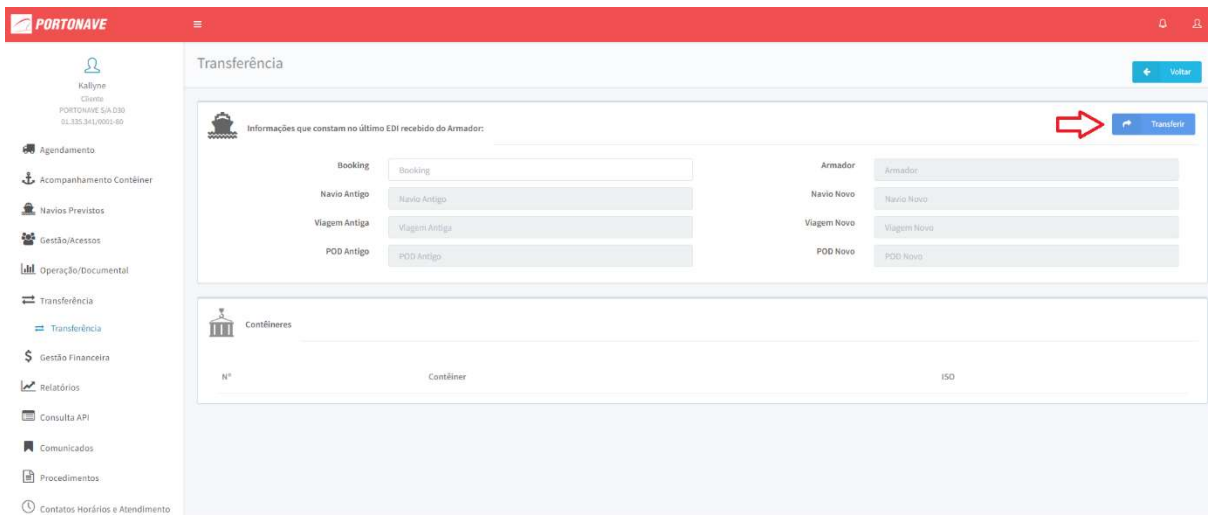 PORTONAVE
Kallyne
Cliente
PORTONAVE S/A D30
01.335.341/0001-80
Agendamento
Acompanhamento Contêiner
Navios Previstos
Gestão/Acessos
Operação/Documental
Transferência
Transferência
Gestão Financeira
Relatórios
Consulta API
Comunicados
Procedimentos
Contatos Horários e Atendimento
Transferência
Voltar
Informações que constam no último EDI recebido do Armador:
Transferir
Booking Booking Armador Armador
Navio Antigo Navio Antigo Navio Novo Navio Novo
Viagem Antiga Viagem Antiga Viagem Novo Viagem Novo
POD Antigo POD Antigo POD Novo POD Novo
Contêineres
Nº Contêiner ISO